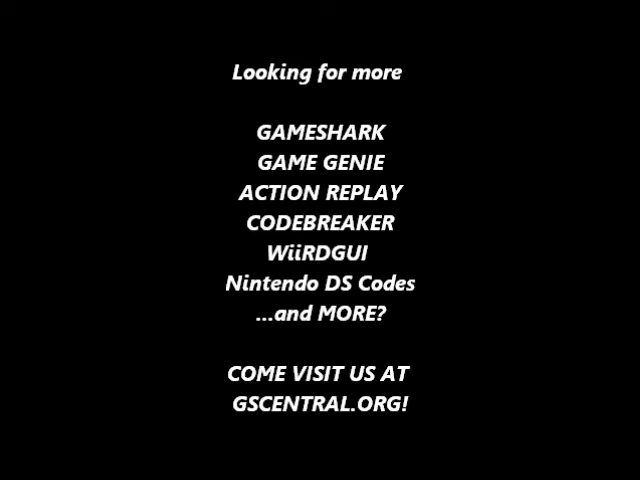 Looking for more
GAMESHARK
GAME GENIE
ACTION REPLAY
CODEBREAKER
WiiRDGUI
Nintendo DS Codes
...and MORE?
COME VISIT US AT
GSCENTRAL.ORG!